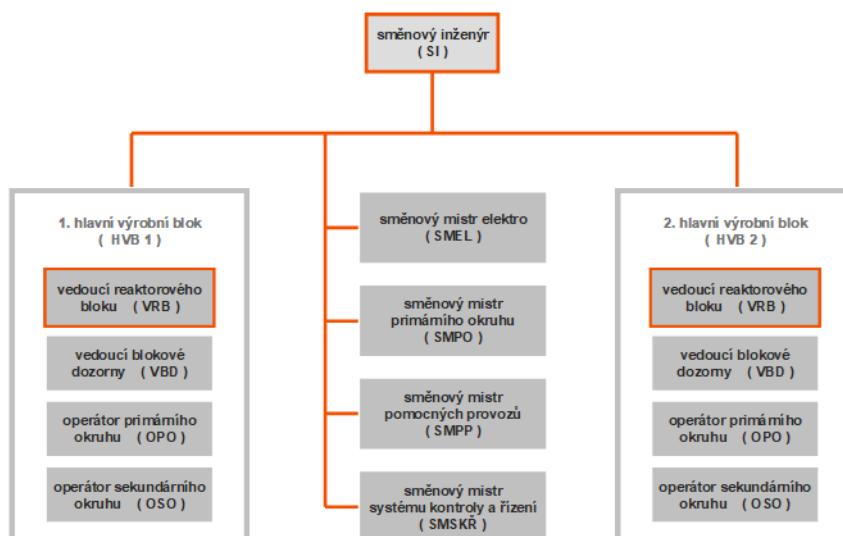 směnový inženýr
( SI )
1. hlavní výrobní blok
( HVB 1 )
vedoucí reaktorového
bloku ( VRB )
vedoucí blokové
dozorny ( VBD )
operátor primárního
okruhu ( OPO )
operátor sekundárního
okruhu ( OSO )
směnový mistr elektro
( SMEL )
směnový mistr
primárního okruhu
( SMPO )
směnový mistr
pomocných provozů
( SMPP )
směnový mistr
systému kontroly a řízení
( SMSKŘ )
2. hlavní výrobní blok
( HVB 2 )
vedoucí reaktorového
bloku ( VRB )
vedoucí blokové
dozorny ( VBD )
operátor primárního
okruhu ( OPO )
operátor sekundárního
okruhu ( OSO )